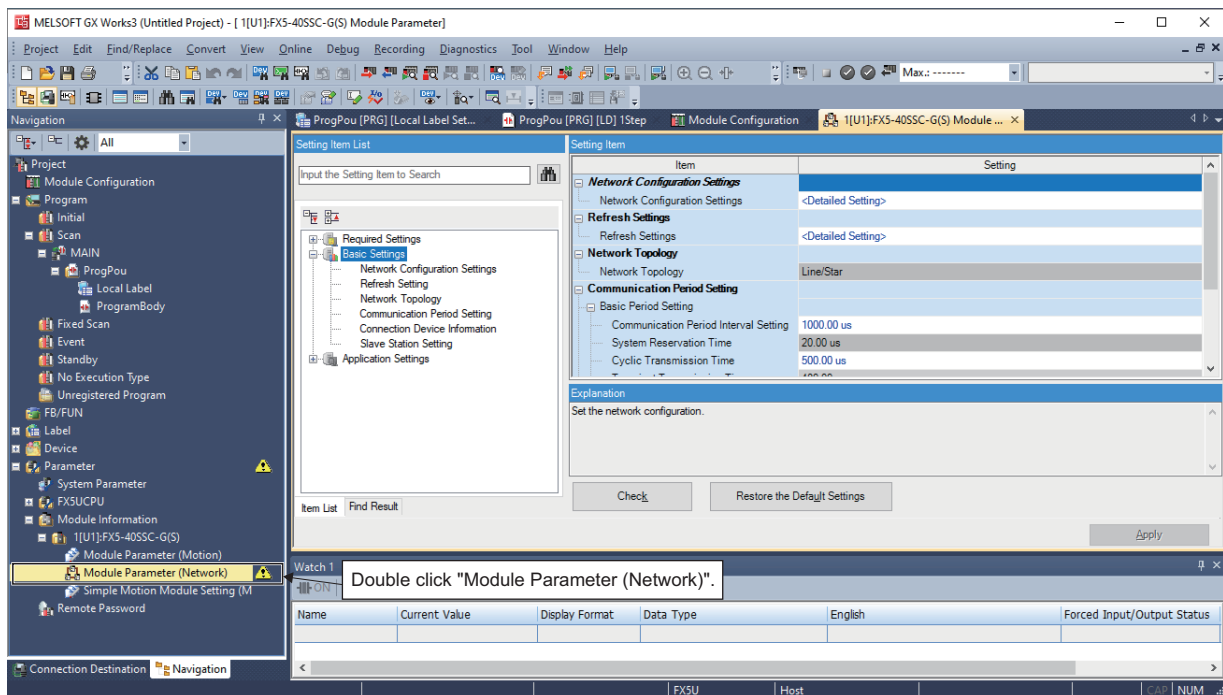 MELSOFT GX Works3 (Untitled Project) - [ 1[U1]:FX5-40SSC-G(S) Module Parameter]
Project Edit Find/Replace Convert View Online Debug Recording Diagnostics Tool Window Help
Max.: -------
Navigation
All
Project
Module Configuration
Program
Initial
Scan
MAIN
ProgPou
Local Label
ProgramBody
Fixed Scan
Event
Standby
No Execution Type
Unregistered Program
FB/FUN
Label
Device
Parameter
System Parameter
FX5UCPU
Module Information
1[U1]:FX5-40SSC-G(S)
Module Parameter (Motion)
Module Parameter (Network)
Simple Motion Module Setting (M
Remote Password
Connection Destination Navigation
ProgPou [PRG] [Local Label Set... ProgPou [PRG] [LD] 1Step Module Configuration 1[U1]:FX5-40SSC-G(S) Module ...
Setting Item List
Input the Setting Item to Search
Required Settings
Basic Settings
Network Configuration Settings
Refresh Setting
Network Topology
Communication Period Setting
Connection Device Information
Slave Station Setting
Application Settings
Item List Find Result
Setting Item
Item Setting
Network Configuration Settings
Network Configuration Settings <Detailed Setting>
Refresh Settings
Refresh Settings <Detailed Setting>
Network Topology
Network Topology Line/Star
Communication Period Setting
Basic Period Setting
Communication Period Interval Setting 1000.00 us
System Reservation Time 20.00 us
Cyclic Transmission Time 500.00 us
Explanation
Set the network configuration.
Check Restore the Default Settings
Apply
Watch 1
ON
Double click "Module Parameter (Network)".
Name Current Value Display Format Data Type English Forced Input/Output Status
FX5U Host CAP NUM